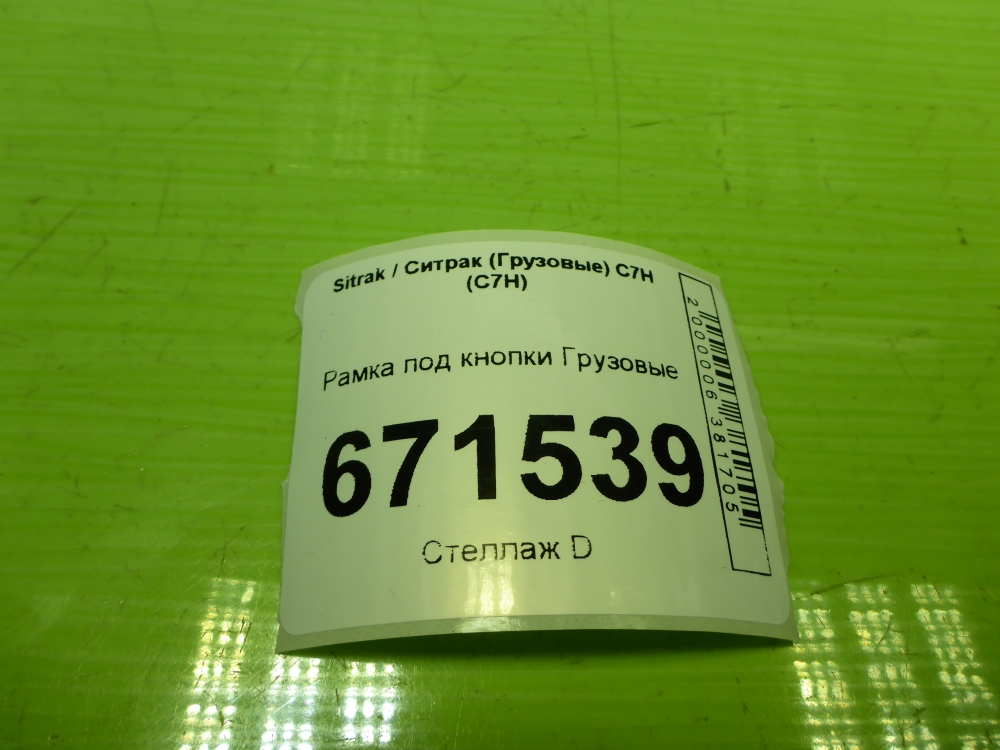 Sitrak / Ситрак (Грузовые) C7H
(C7H)
Рамка под кнопки Грузовые
671539
Стеллаж D
2000006381705